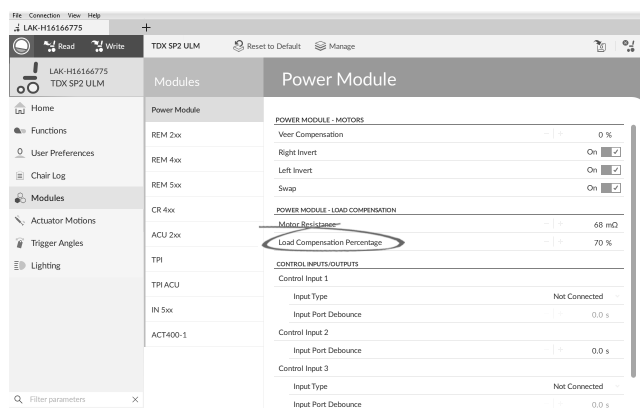 File Connection View Help
LAK-H16166775 +
Read Write TDX SP2 ULM Reset to Default Manage
LAK-H16166775
TDX SP2 ULM
Modules
Power Module
Home
Functions
User Preferences
Chair Log
Modules
Actuator Motions
Trigger Angles
Lighting
Filter parameters
Power Module
REM 2xx
REM 4xx
REM 5xx
CR 4xx
ACU 2xx
TPI
TPI ACU
IN 5xx
ACT400-1
POWER MODULE - MOTORS
Veer Compensation - + 0 %
Right Invert On
Left Invert On
Swap On
POWER MODULE - LOAD COMPENSATION
Motor Resistance - + 68 mΩ
Load Compensation Percentage - + 70 %
CONTROL INPUTS/OUTPUTS
Control Input 1
Input Type Not Connected
Input Port Debounce - + 0.0 s
Control Input 2
Input Port Debounce - + 0.0 s
Control Input 3
Input Type Not Connected
Input Port Debounce - + 0.0 s